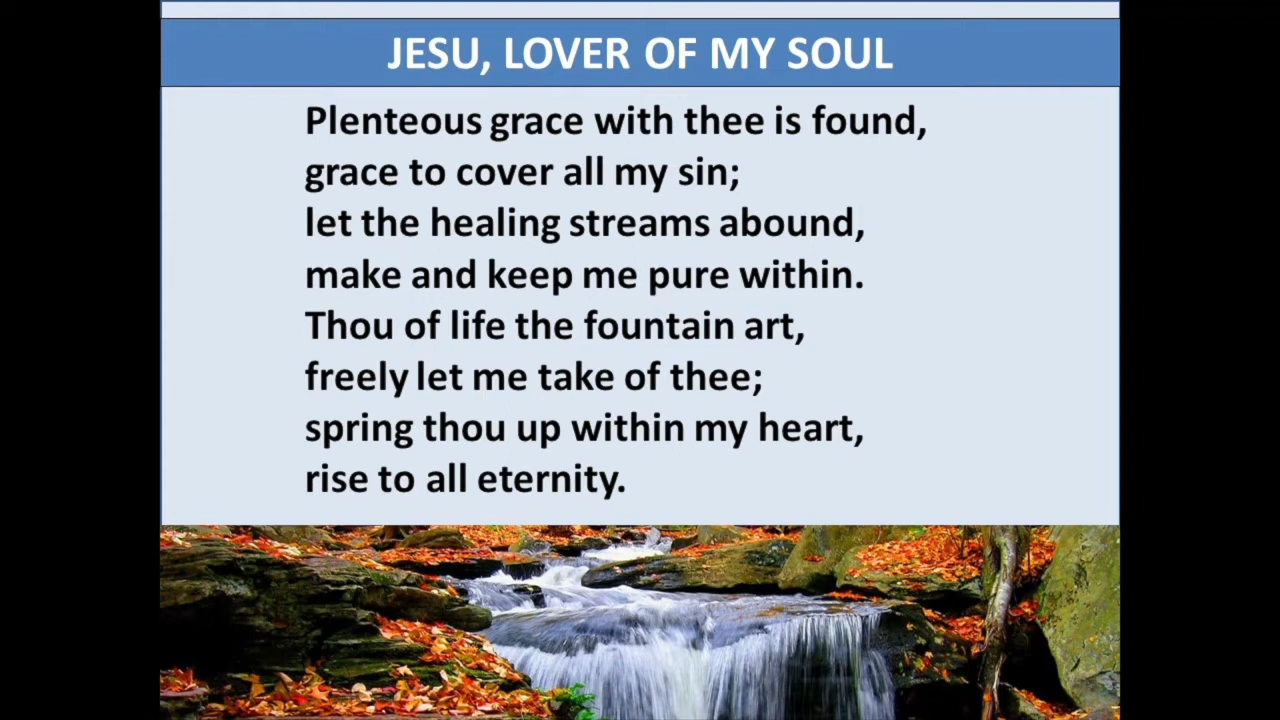 JESU, LOVER OF MY SOUL
Plenteous grace with thee is found,
grace to cover all my sin;
let the healing streams abound,
make and keep me pure within.
Thou of life the fountain art,
freely let me take of thee;
spring thou up within my heart,
rise to all eternity.